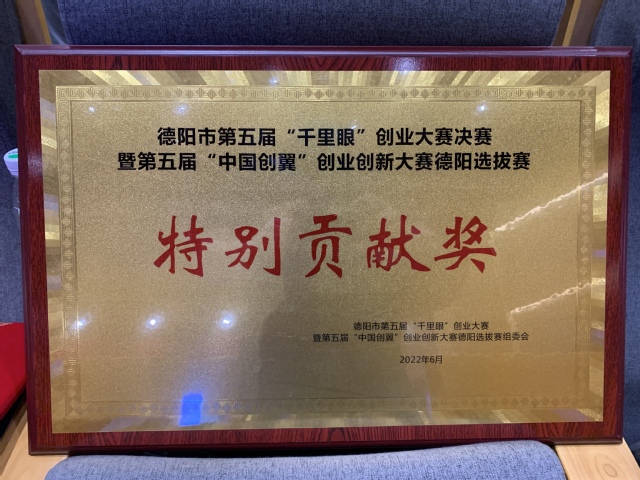 德阳市第五届“千里眼”创业大赛决赛
暨第五届“中国创翼”创业创新大赛德阳选拔赛
特别贡献奖
德阳市第五届“千里眼”创业大赛
暨第五届“中国创翼”创业创新大赛德阳选拔赛组委会
2022年6月